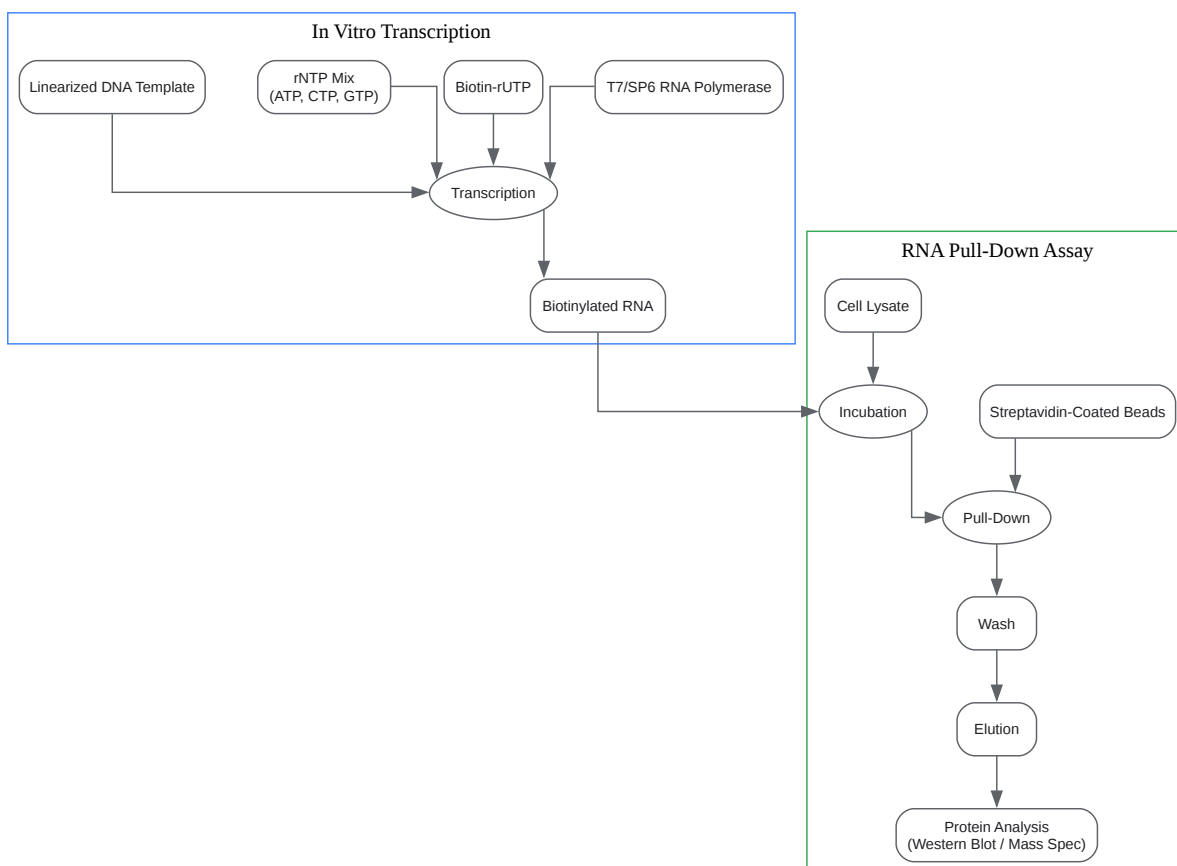 In Vitro Transcription
Linearized DNA Template
rNTP Mix
(ATP, CTP, GTP)
Biotin-rUTP
T7/SP6 RNA Polymerase
Transcription
Biotinylated RNA
RNA Pull-Down Assay
Cell Lysate
Incubation
Streptavidin-Coated Beads
Pull-Down
Wash
Elution
Protein Analysis
(Western Blot / Mass Spec)